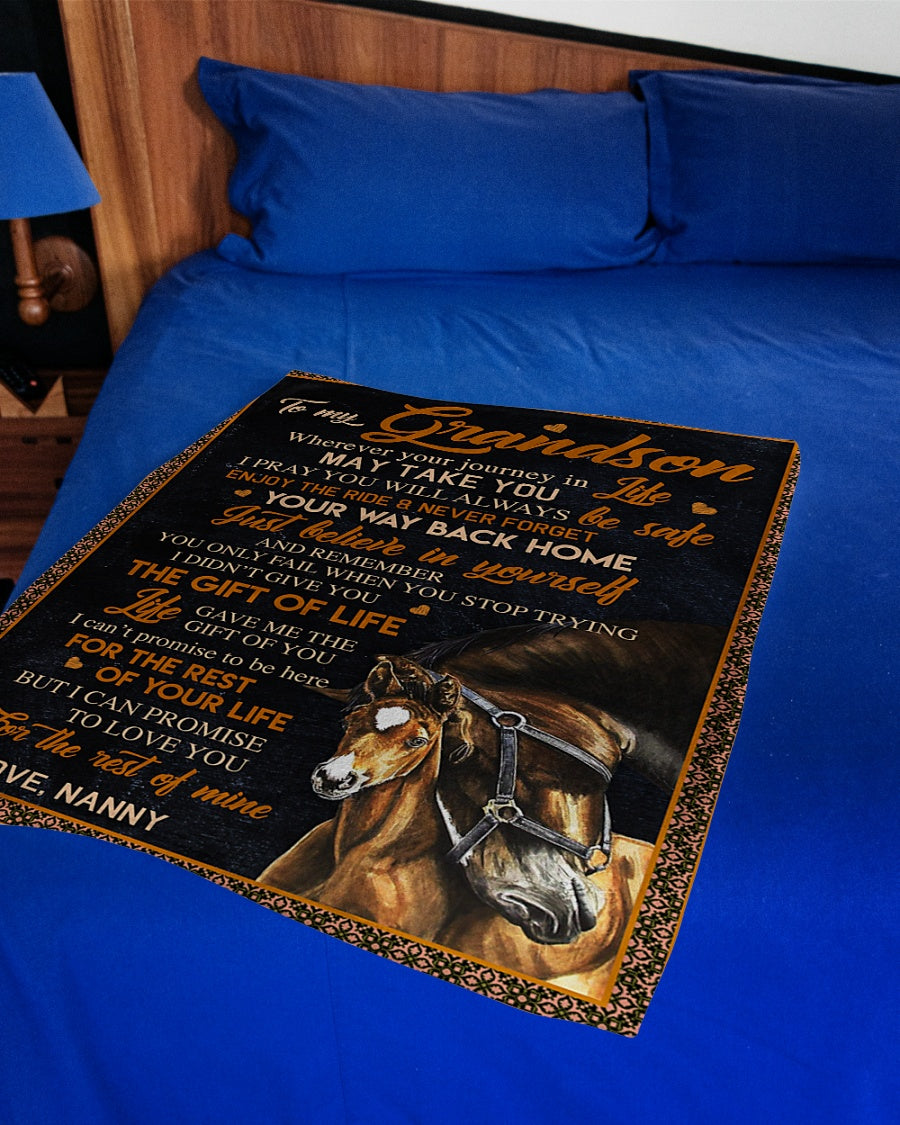 To my Grandson
Wherever your journey in Life
MAY TAKE YOU
I PRAY YOU WILL ALWAYS be safe
ENJOY THE RIDE & NEVER FORGET
YOUR WAY BACK HOME
Just believe in yourself
AND REMEMBER
YOU ONLY FAIL WHEN YOU STOP TRYING
I DIDN'T GIVE YOU
THE GIFT OF LIFE
Life GAVE ME THE
GIFT OF YOU
I can't promise to be here
FOR THE REST
OF YOUR LIFE
BUT I CAN PROMISE
TO LOVE YOU
For the rest of mine
OVE, NANNY